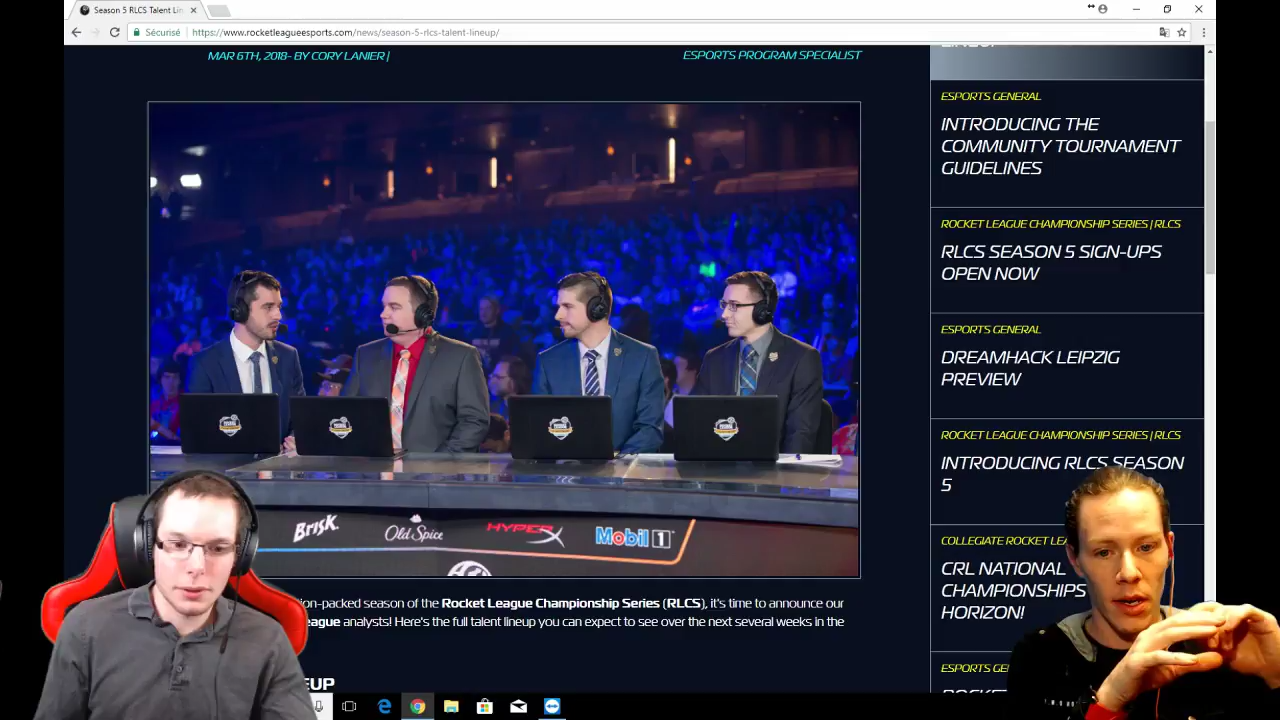 Season 5 RLCS Talent Lin
Sécurisé
https://www.rocketleagueesports.com/news/season-5-rlcs-talent-lineup/
MAR 6TH, 2018- BY CORY LANIER |
ESPORTS PROGRAM SPECIALIST
ESPORTS GENERAL
INTRODUCING THE
COMMUNITY TOURNAMENT
GUIDELINES
ROCKET LEAGUE CHAMPIONSHIP SERIES | RLCS
RLCS SEASON 5 SIGN-UPS
OPEN NOW
ESPORTS GENERAL
DREAMHACK LEIPZIG
PREVIEW
ROCKET LEAGUE CHAMPIONSHIP SERIES | RLCS
INTRODUCING RLCS SEASON
5
COLLEGIATE ROCKET LEA
CRL NATIONAL
CHAMPIONSHIPS
HORIZON!
ESPORTS GE
BRISK
Old Spice
HYPERX
Mobil 1
ion-packed season of the Rocket League Championship Series (RLCS), it's time to announce our
League analysts! Here's the full talent lineup you can expect to see over the next several weeks in the
EUP